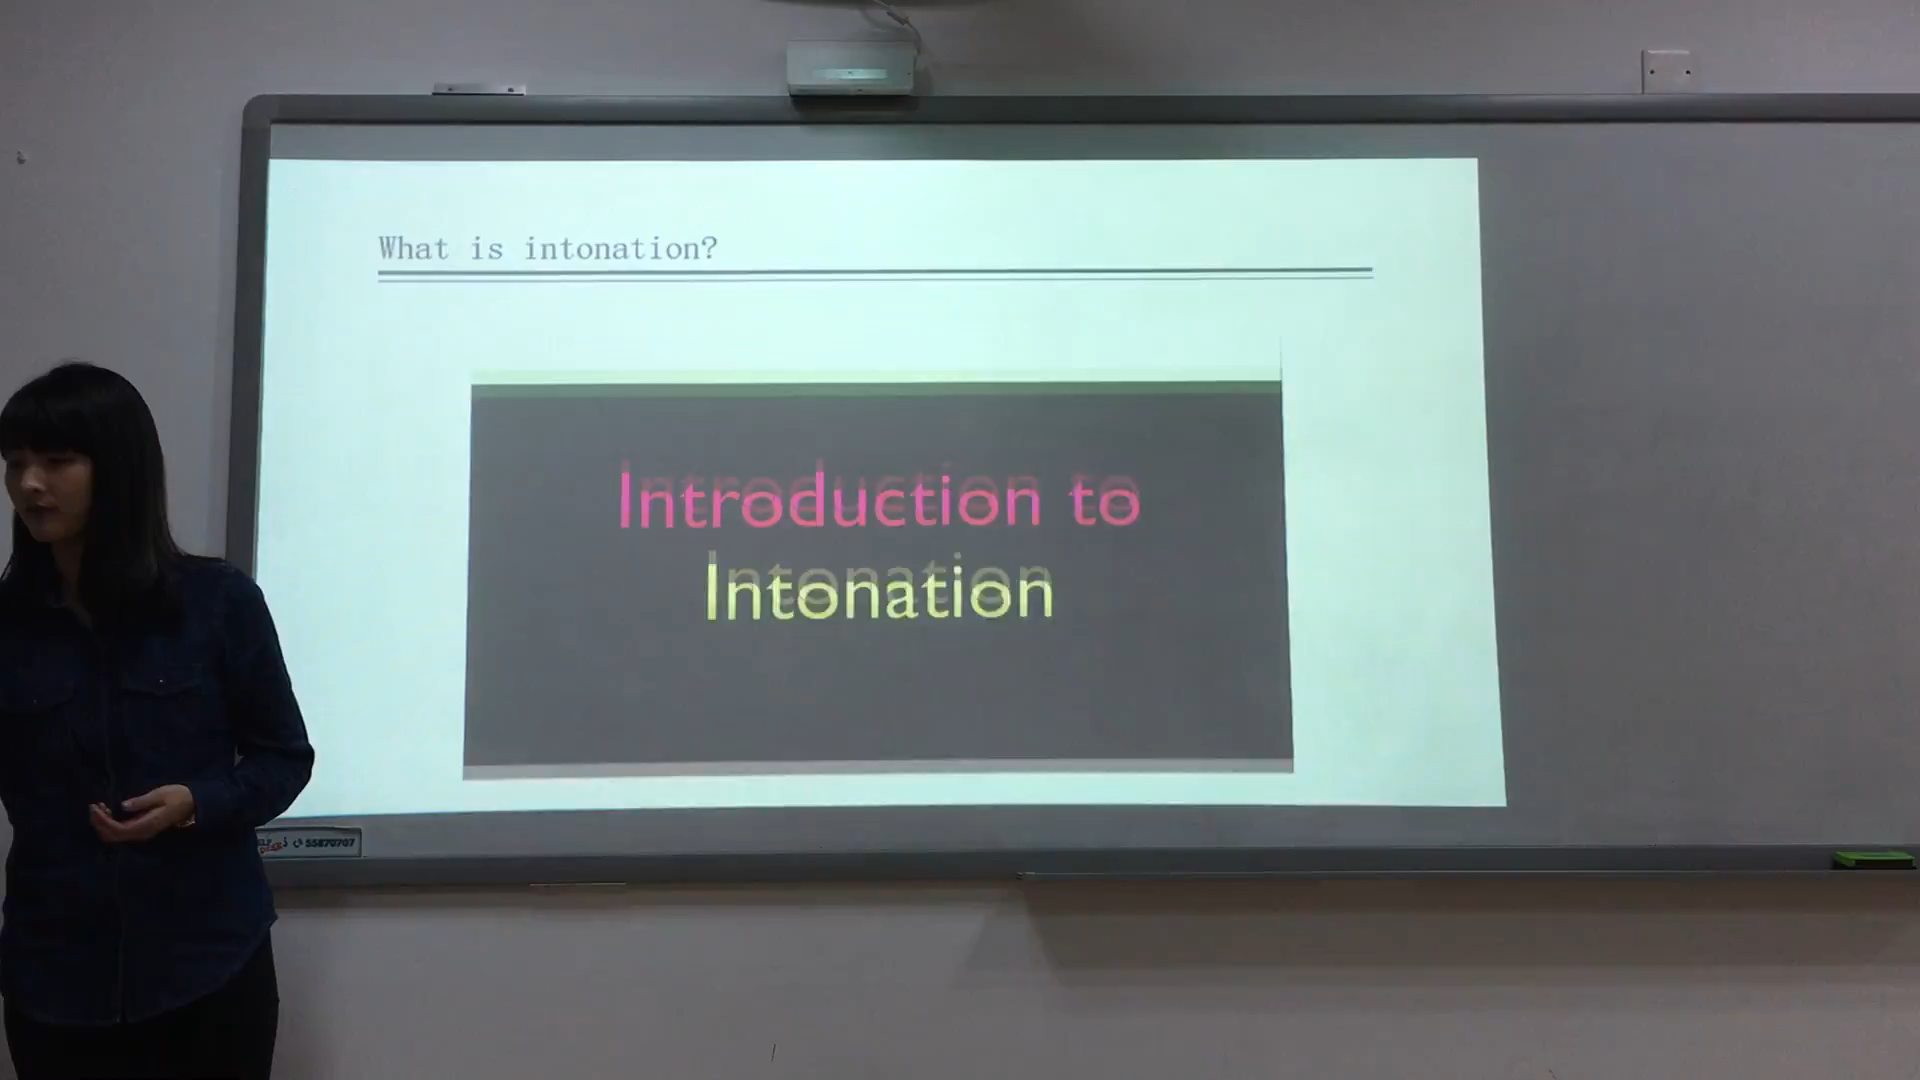 What is intonation?
Introduction to
Intonation
55870707